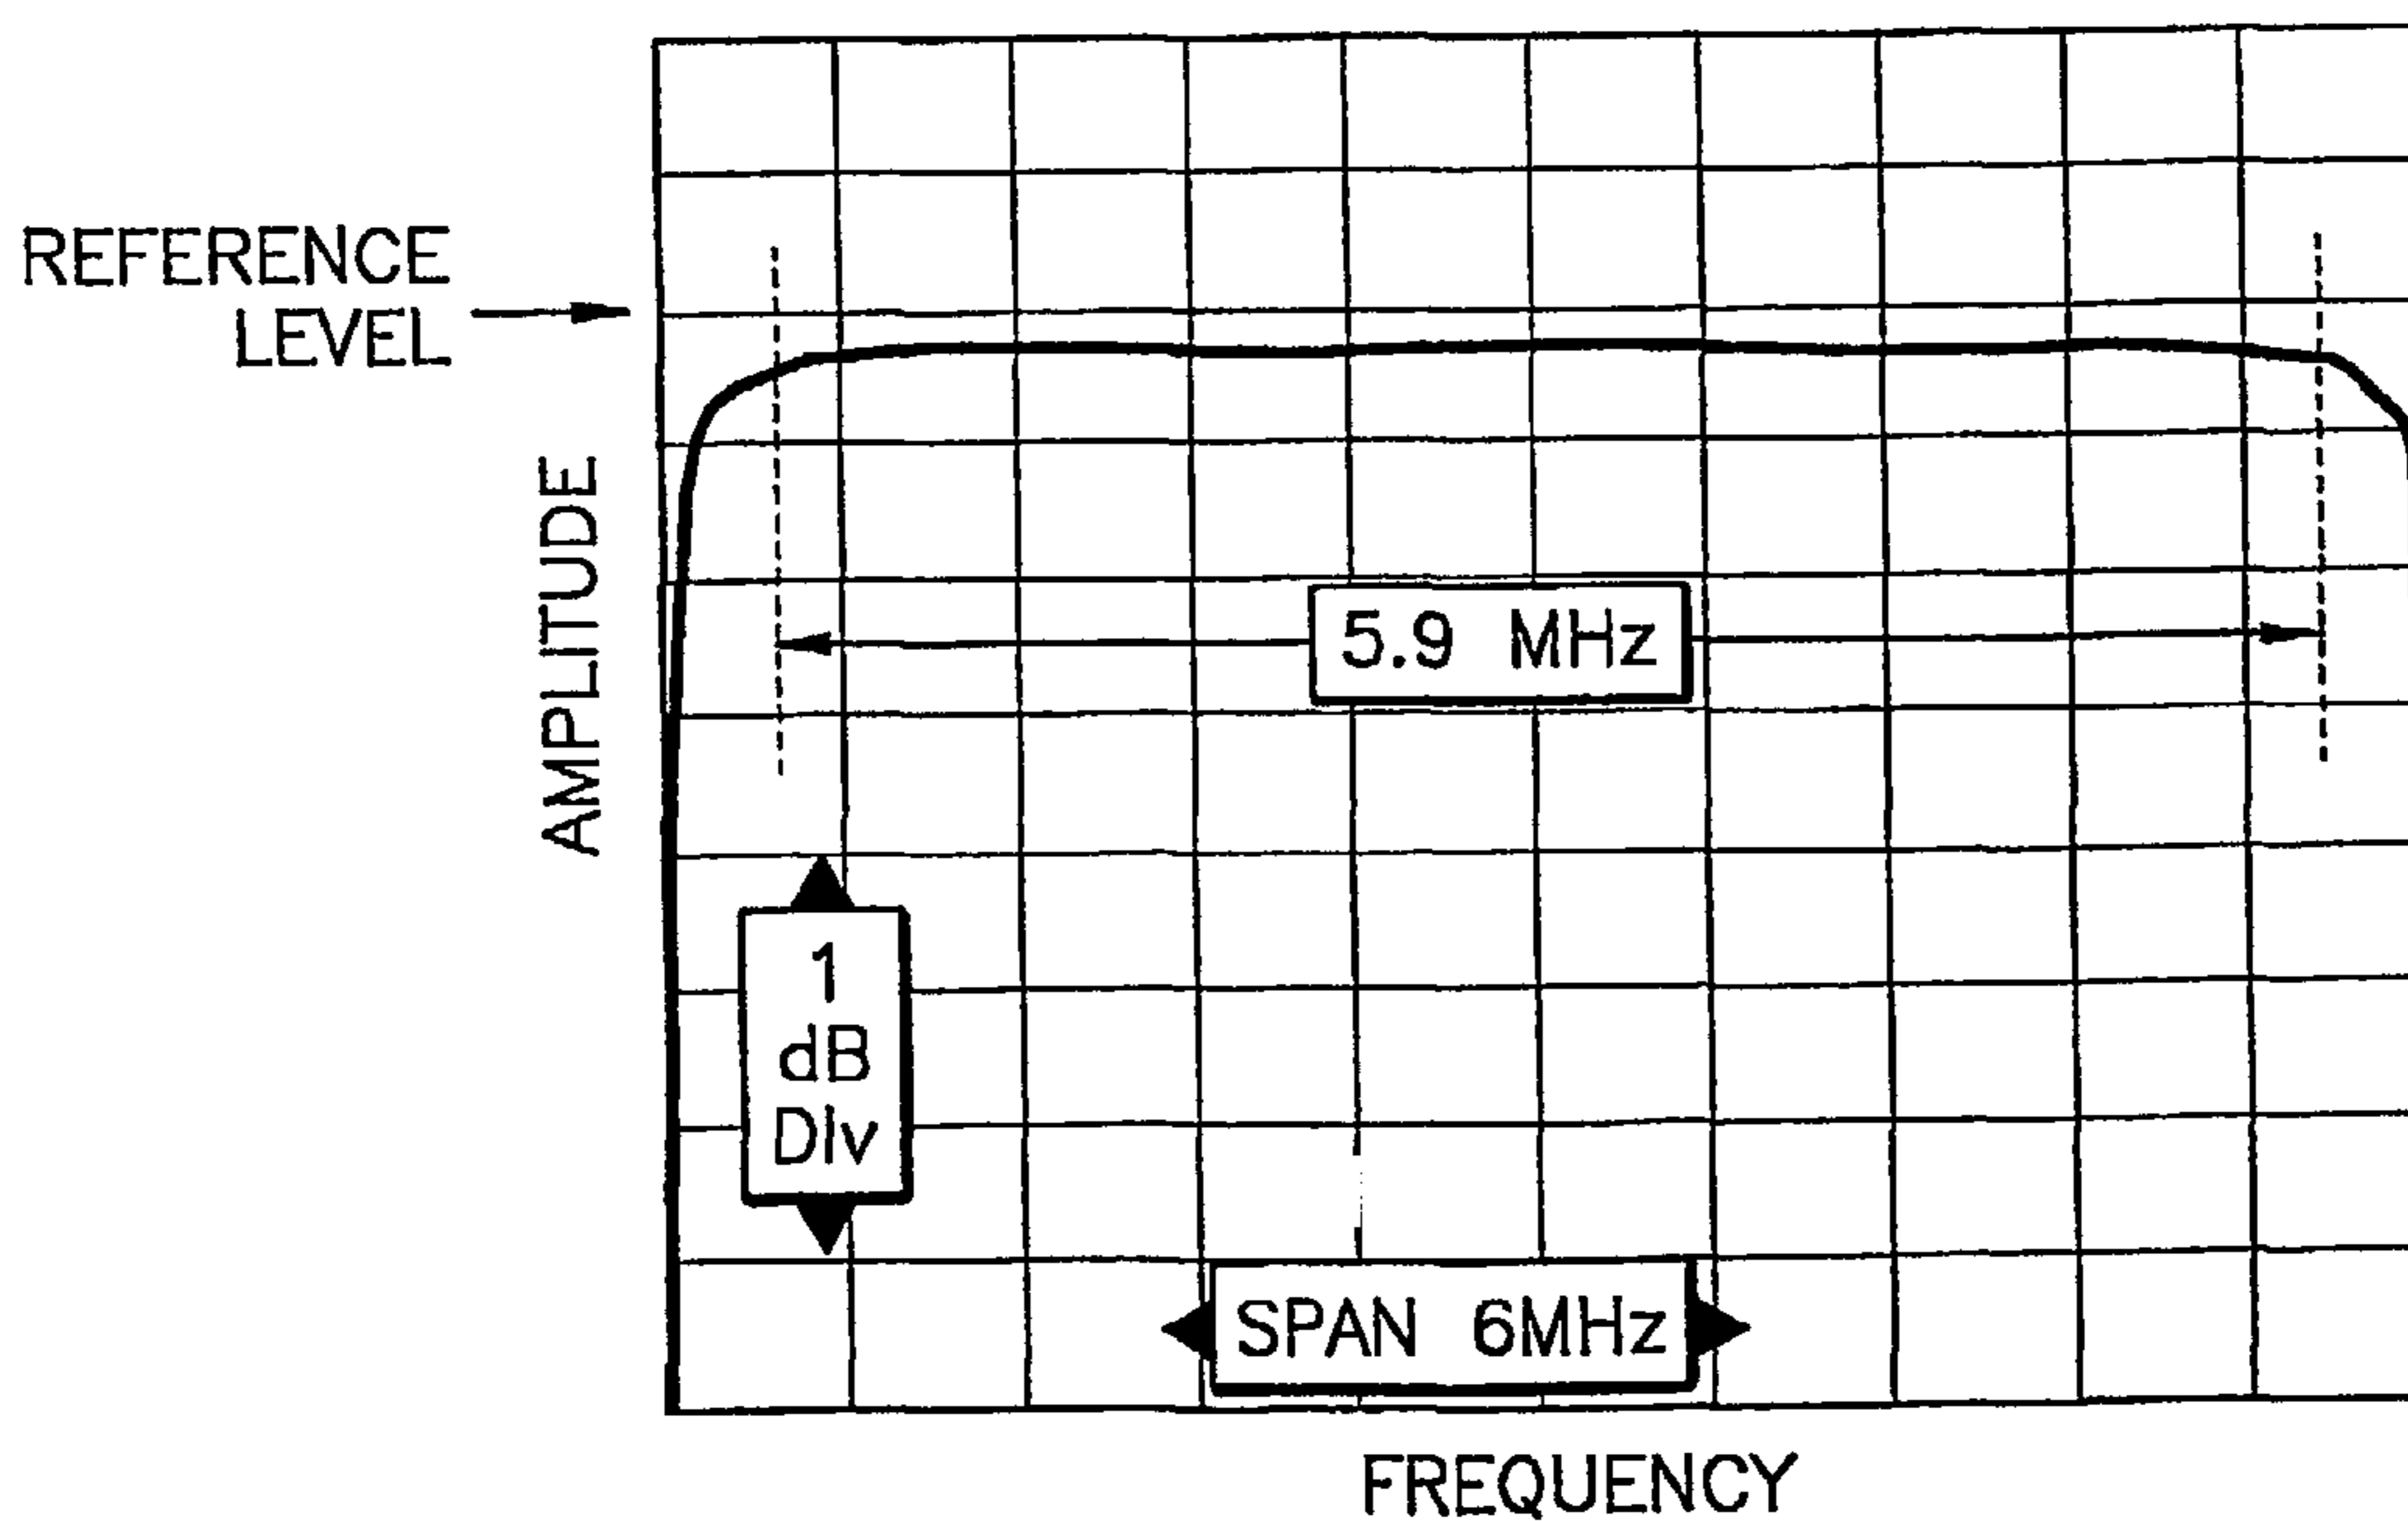 REFERENCE
LEVEL
AMPLITUDE
5.9 MHz
1
dB
Div
SPAN 6MHz
FREQUENCY